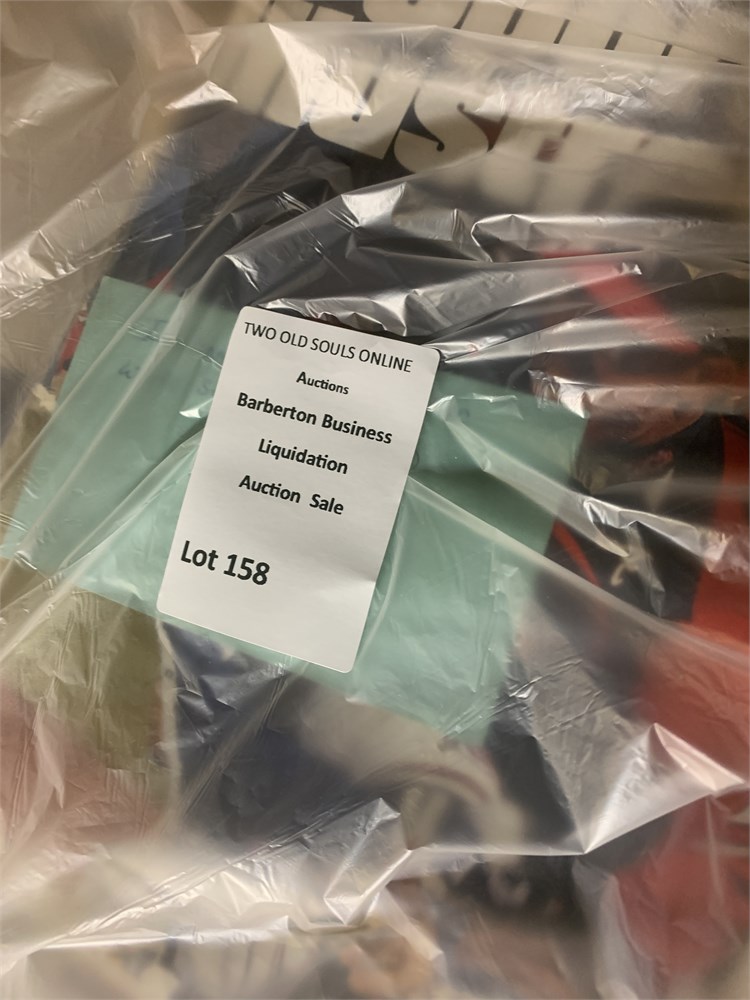 TWO OLD SOULS ONLINE
Auctions
Barberton Business
Liquidation
Auction Sale
Lot 158